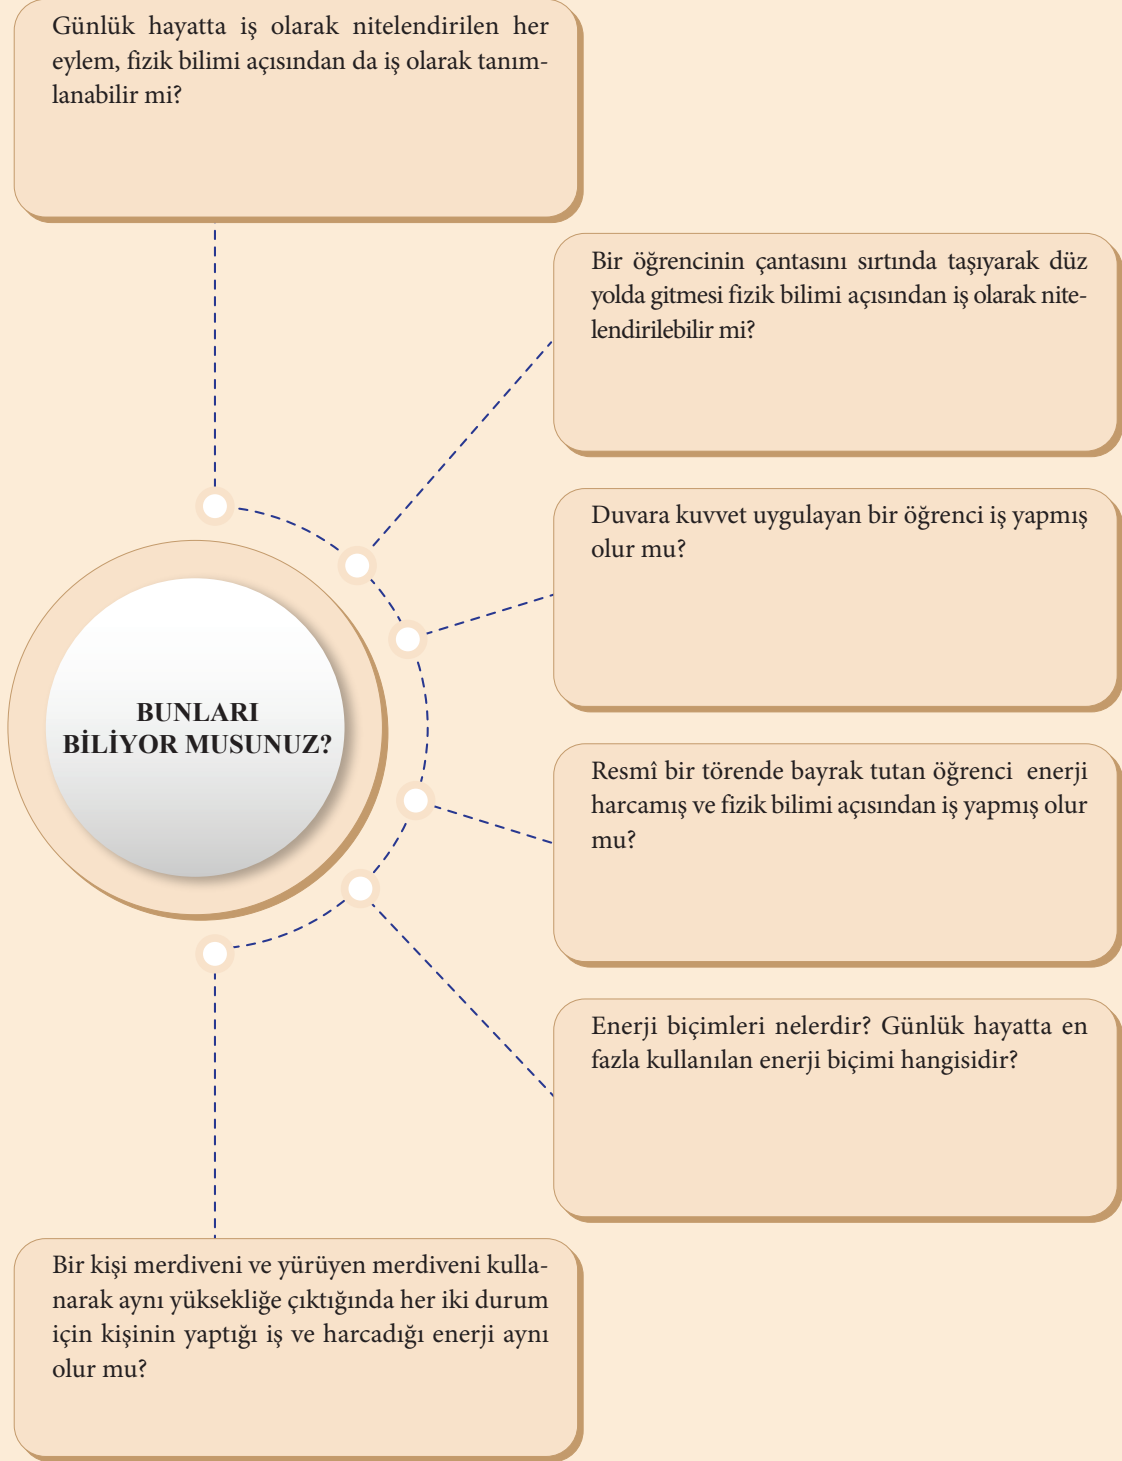 Günlük hayatta iş olarak nitelendirilen her
eylem, fizik bilimi açısından da iş olarak tanım-
lanabilir mi?
Bir öğrencinin çantasını sırtında taşıyarak düz
yolda gitmesi fizik bilimi açısından iş olarak nite-
lendirilebilir mi?
Duvara kuvvet uygulayan bir öğrenci iş yapmış
olur mu?
BUNLARI
BİLİYOR MUSUNUZ?
Resmî bir törende bayrak tutan öğrenci enerji
harcamış ve fizik bilimi açısından iş yapmış olur
mu?
Enerji biçimleri nelerdir? Günlük hayatta en
fazla kullanılan enerji biçimi hangisidir?
Bir kişi merdiveni ve yürüyen merdiveni kulla-
narak aynı yüksekliğe çıktığında her iki durum
için kişinin yaptığı iş ve harcadığı enerji aynı
olur mu?